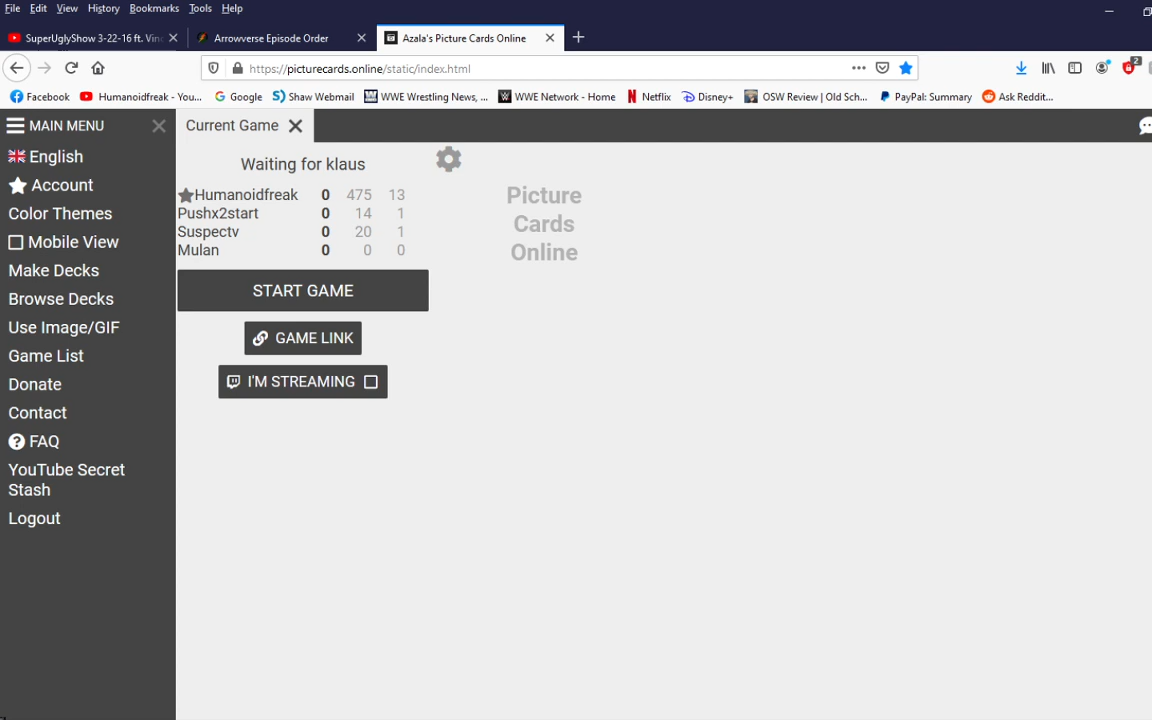 File Edit View History Bookmarks Tools Help
SuperUglyShow 3-22-16 ft. Vinc
Arrowverse Episode Order
Azala's Picture Cards Online
https://picturecards.online/static/index.html
2
Facebook Humanoidfreak - You... Google Shaw Webmail WWE Wrestling News, ... WWE Network - Home Netflix Disney+ OSW Review | Old Sch... PayPal: Summary Ask Reddit...
MAIN MENU
English
Account
Color Themes
Mobile View
Make Decks
Browse Decks
Use Image/GIF
Game List
Donate
Contact
FAQ
YouTube Secret
Stash
Logout
Current Game
Waiting for klaus
Humanoidfreak 0 475 13
Pushx2start 0 14 1
Suspectv 0 20 1
Mulan 0 0 0
START GAME
GAME LINK
I'M STREAMING
Picture
Cards
Online